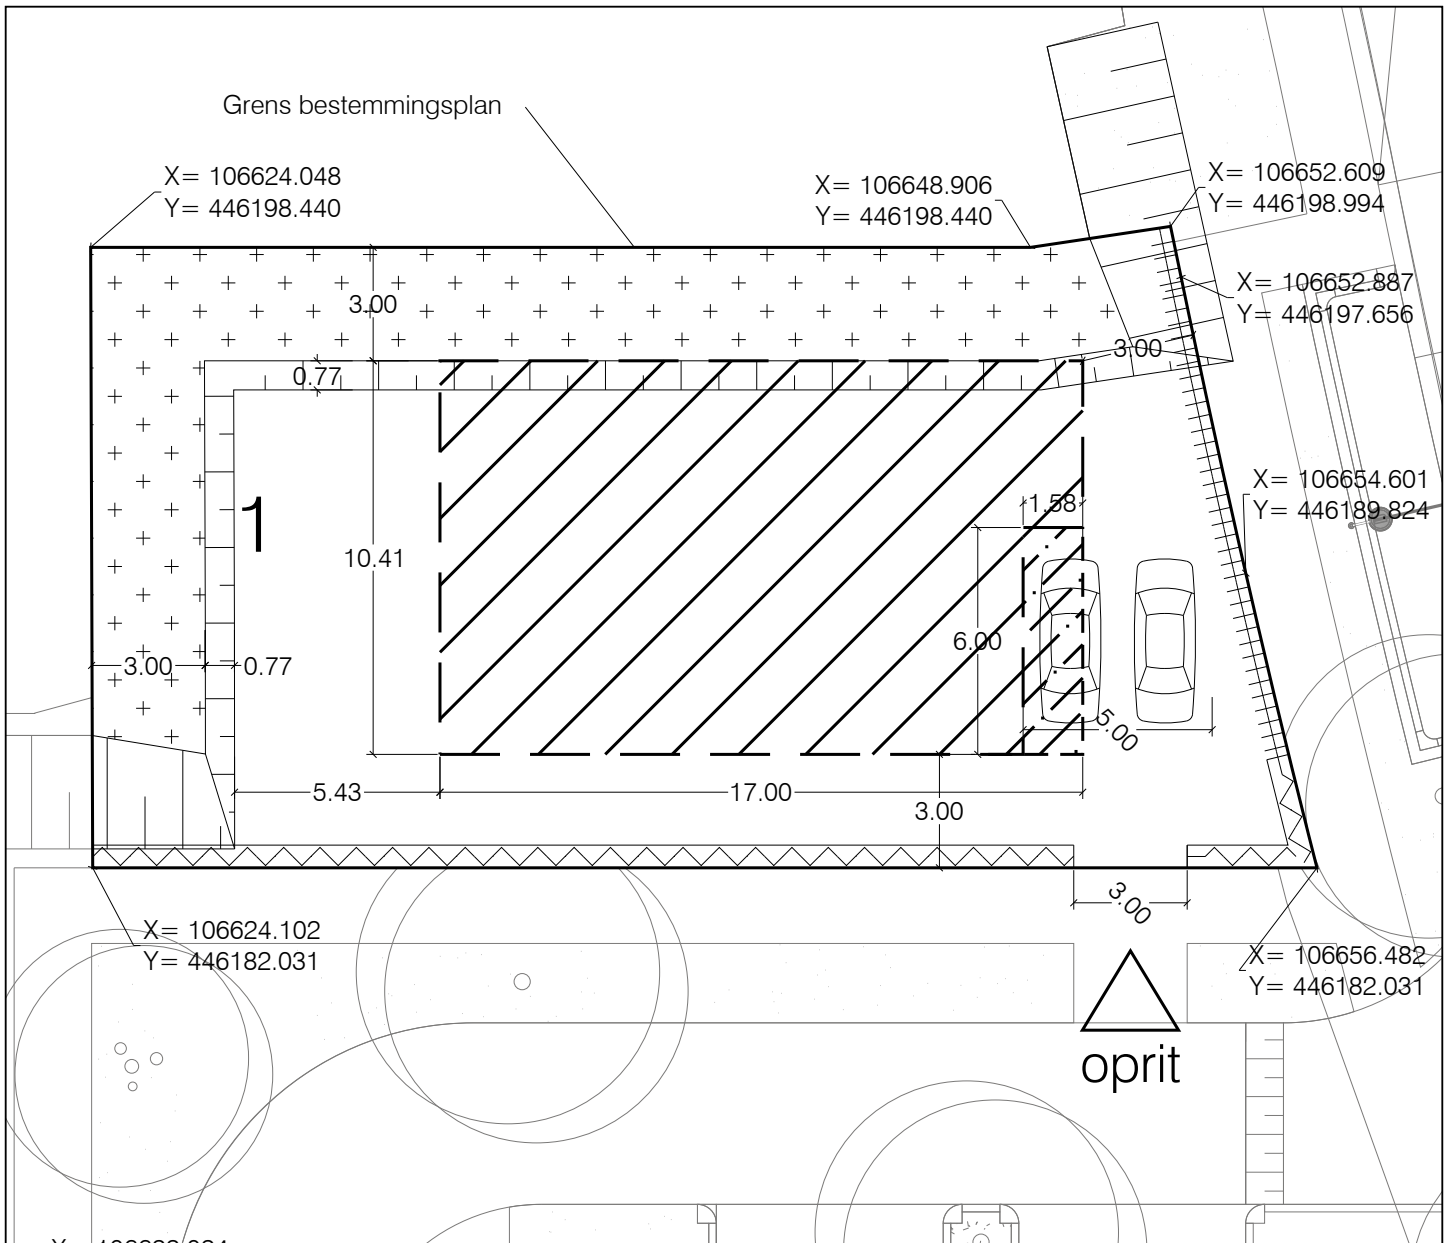 Grens bestemmingsplan
X= 106624.048
Y= 446198.440
X= 106648.906
Y= 446198.440
X= 106652.609
Y= 446198.994
X= 106652.887
Y= 446197.656
3.00
3.00
0.77
X= 106654.601
Y= 446189.824
1
1.58
10.41
6.00
3.00
0.77
5.00
5.43
17.00
3.00
3.00
X= 106624.102
Y= 446182.031
X= 106656.482
Y= 446182.031
oprit